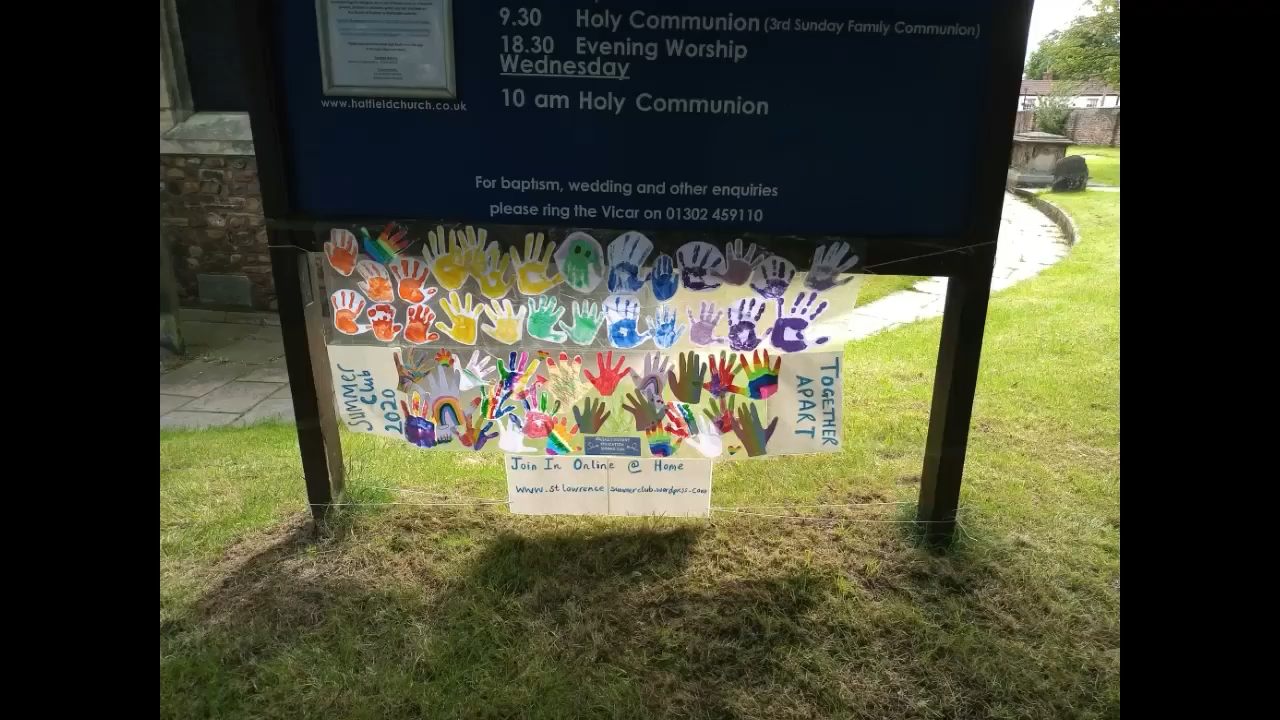 9.30 Holy Communion (3rd Sunday Family Communion)
18.30 Evening Worship
Wednesday
10 am Holy Communion
www.hatfieldchurch.co.uk
For baptism, wedding and other enquiries
please ring the Vicar on 01302 459110
SUMMER
Club
2020
TOGETHER
APART
Join In Online @ Home
www.stlawrencesummerclub.wordpress.com